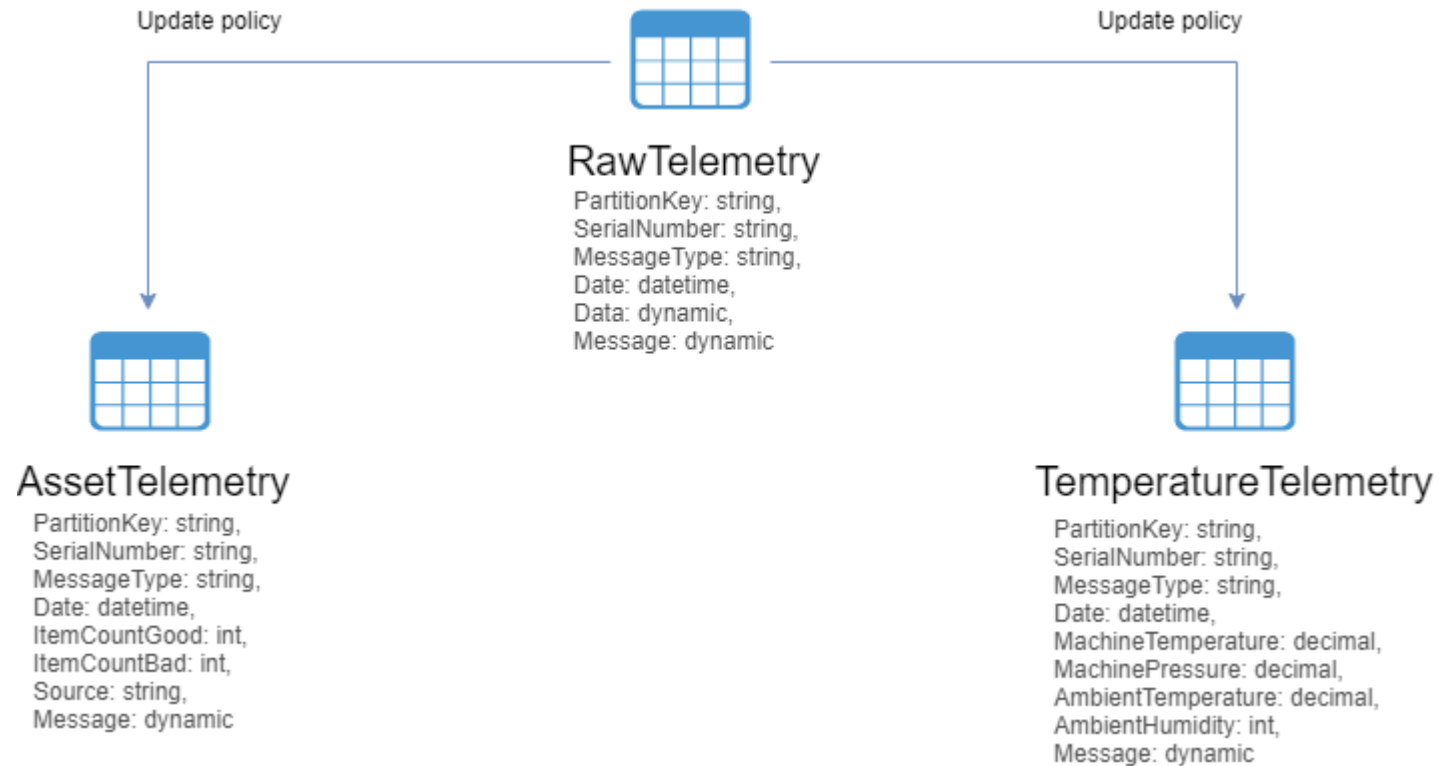 Update policy
Update policy
RawTelemetry
PartitionKey: string,
SerialNumber: string,
MessageType: string,
Date: datetime,
Data: dynamic,
Message: dynamic
AssetTelemetry
PartitionKey: string,
SerialNumber: string,
MessageType: string,
Date: datetime,
ItemCountGood: int,
ItemCountBad: int,
Source: string,
Message: dynamic
TemperatureTelemetry
PartitionKey: string,
SerialNumber: string,
MessageType: string,
Date: datetime,
MachineTemperature: decimal,
MachinePressure: decimal,
AmbientTemperature: decimal,
AmbientHumidity: int,
Message: dynamic